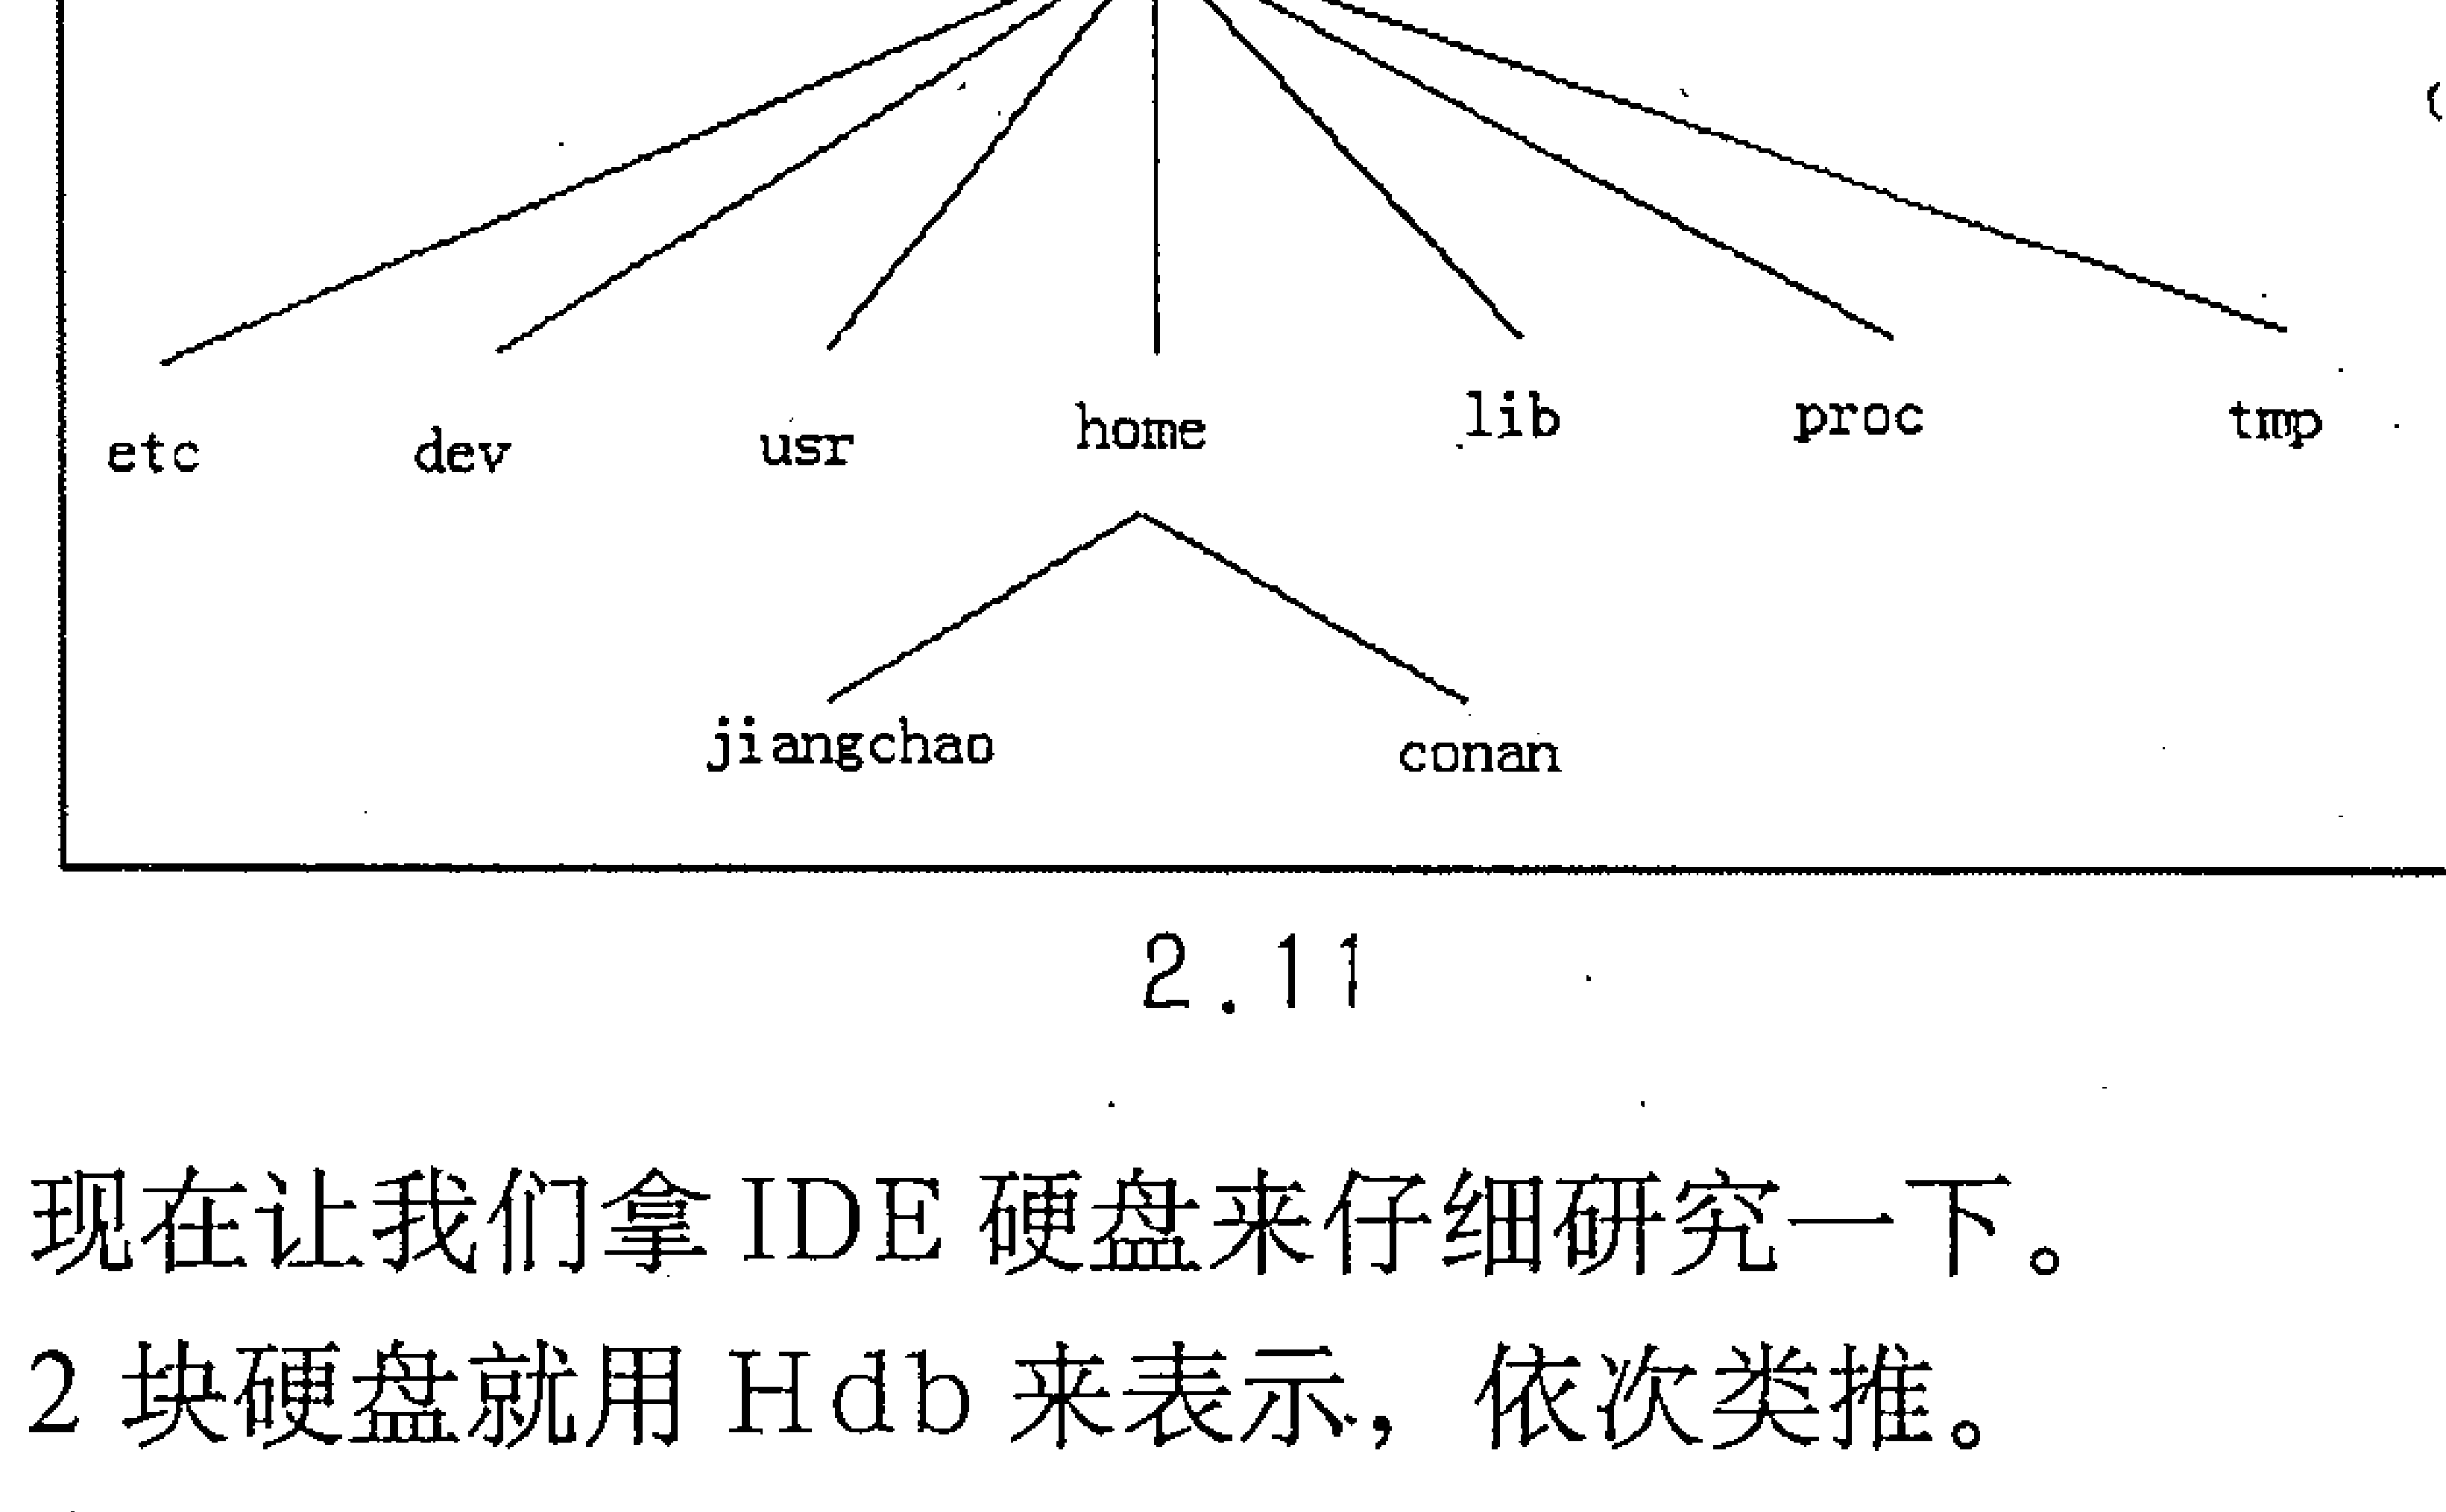 etc dev usr home lib proc tmp
jiangchao conan
2.11
现在让我们拿 IDE 硬盘来仔细研究一下。
2 块硬盘就用 Hdb 来表示，依次类推。